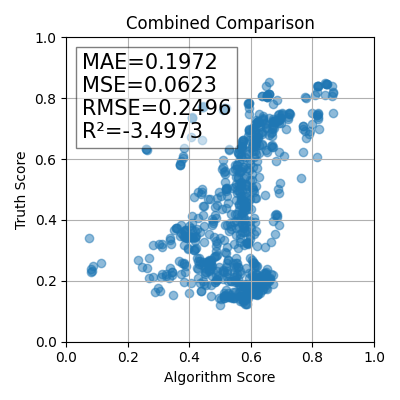 Combined Comparison
MAE=0.1972
MSE=0.0623
RMSE=0.2496
R²=-3.4973
1.0
0.8
0.6
0.4
0.2
0.0
Truth Score
0.0 0.2 0.4 0.6 0.8 1.0
Algorithm Score